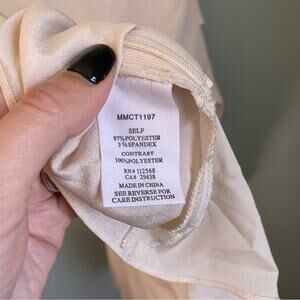 MMCT1197
SELF
97%POLYESTER
3%SPANDEX
CONTRAST
100%POLYESTER
RN# 112568
CA# 29438
MADE IN CHINA
SEE REVERSE FOR
CARE INSTRUCTION